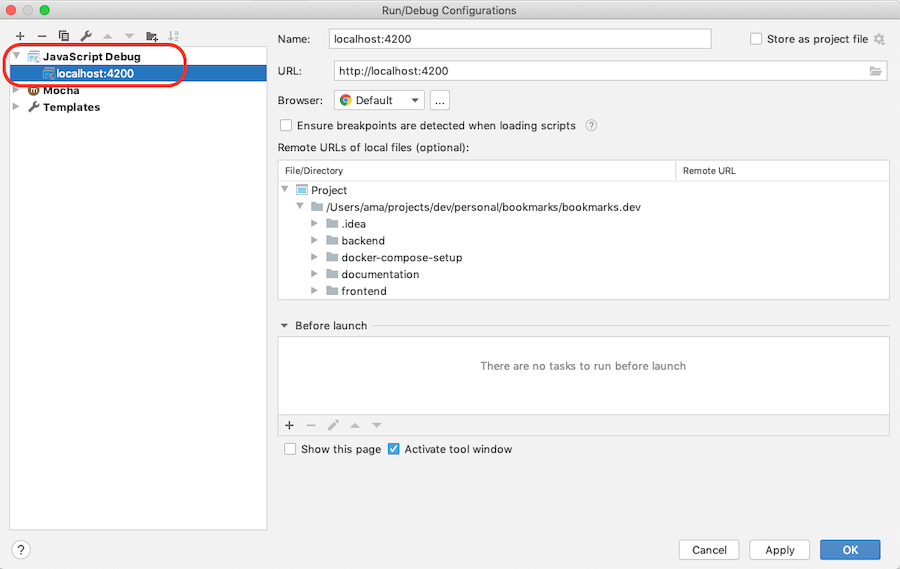 Run/Debug Configurations
JavaScript Debug
localhost:4200
Mocha
Templates
Name: localhost:4200 Store as project file
URL: http://localhost:4200
Browser: Default ...
Ensure breakpoints are detected when loading scripts ?
Remote URLs of local files (optional):
File/Directory Remote URL
Project
/Users/ama/projects/dev/personal/bookmarks/bookmarks.dev
.idea
backend
docker-compose-setup
documentation
frontend
Before launch
There are no tasks to run before launch
Show this page Activate tool window
? Cancel Apply OK